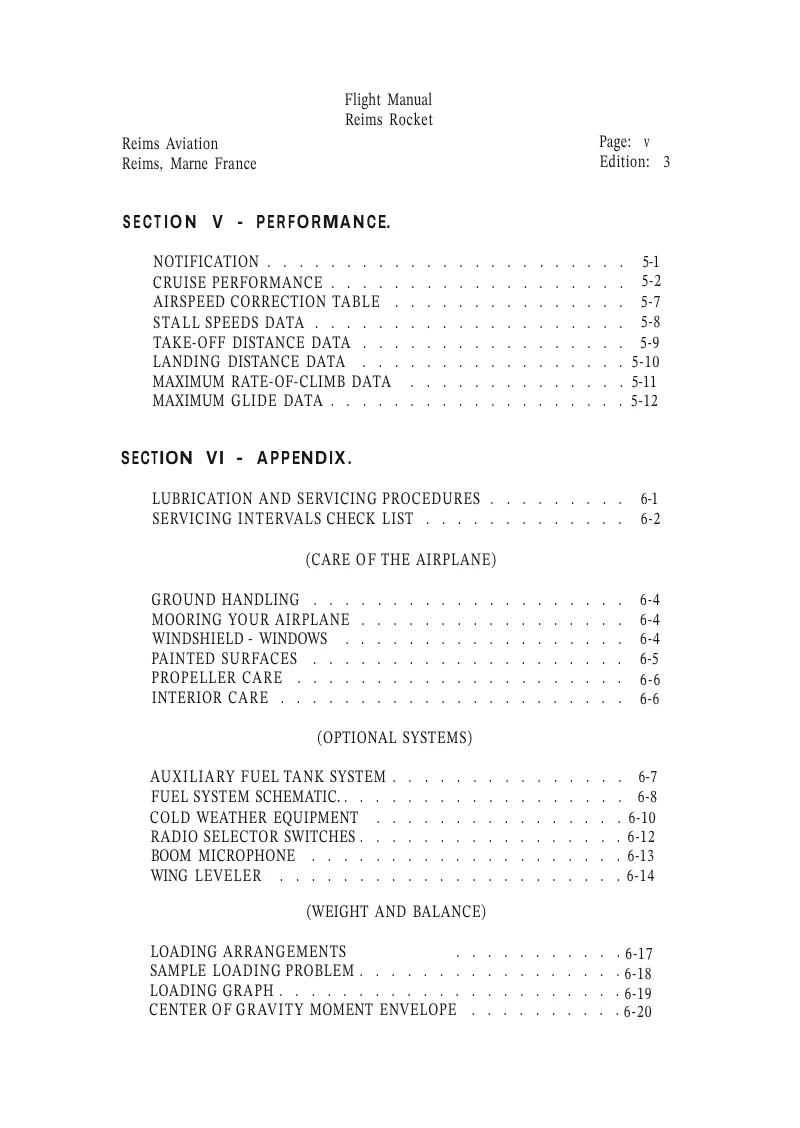 Flight Manual
Reims Rocket
Reims Aviation
Page: v
Reims, Marne France
Edition: 3
SECTION V - PERFORMANCE.
NOTIFICATION . . . . . . . . . . . . . . . . . . . . . . . 5-1
CRUISE PERFORMANCE . . . . . . . . . . . . . . . . . . . 5-2
AIRSPEED CORRECTION TABLE . . . . . . . . . . . . . . . 5-7
STALL SPEEDS DATA . . . . . . . . . . . . . . . . . . . . 5-8
TAKE-OFF DISTANCE DATA . . . . . . . . . . . . . . . . . 5-9
LANDING DISTANCE DATA . . . . . . . . . . . . . . . . . 5-10
MAXIMUM RATE-OF-CLIMB DATA . . . . . . . . . . . . . . 5-11
MAXIMUM GLIDE DATA . . . . . . . . . . . . . . . . . . . 5-12
SECTION VI - APPENDIX.
LUBRICATION AND SERVICING PROCEDURES . . . . . . . . . 6-1
SERVICING INTERVALS CHECK LIST . . . . . . . . . . . . . 6-2
(CARE OF THE AIRPLANE)
GROUND HANDLING . . . . . . . . . . . . . . . . . . . . 6-4
MOORING YOUR AIRPLANE . . . . . . . . . . . . . . . . . 6-4
WINDSHIELD - WINDOWS . . . . . . . . . . . . . . . . . . 6-4
PAINTED SURFACES . . . . . . . . . . . . . . . . . . . . 6-5
PROPELLER CARE . . . . . . . . . . . . . . . . . . . . . 6-6
INTERIOR CARE . . . . . . . . . . . . . . . . . . . . . . 6-6
(OPTIONAL SYSTEMS)
AUXILIARY FUEL TANK SYSTEM . . . . . . . . . . . . . . . 6-7
FUEL SYSTEM SCHEMATIC. . . . . . . . . . . . . . . . . . . 6-8
COLD WEATHER EQUIPMENT . . . . . . . . . . . . . . . . 6-10
RADIO SELECTOR SWITCHES . . . . . . . . . . . . . . . . . 6-12
BOOM MICROPHONE . . . . . . . . . . . . . . . . . . . . 6-13
WING LEVELER . . . . . . . . . . . . . . . . . . . . . . 6-14
(WEIGHT AND BALANCE)
LOADING ARRANGEMENTS . . . . . . . . . . . 6-17
SAMPLE LOADING PROBLEM . . . . . . . . . . . . . . . . . 6-18
LOADING GRAPH . . . . . . . . . . . . . . . . . . . . . . 6-19
CENTER OF GRAVITY MOMENT ENVELOPE . . . . . . . . . . 6-20